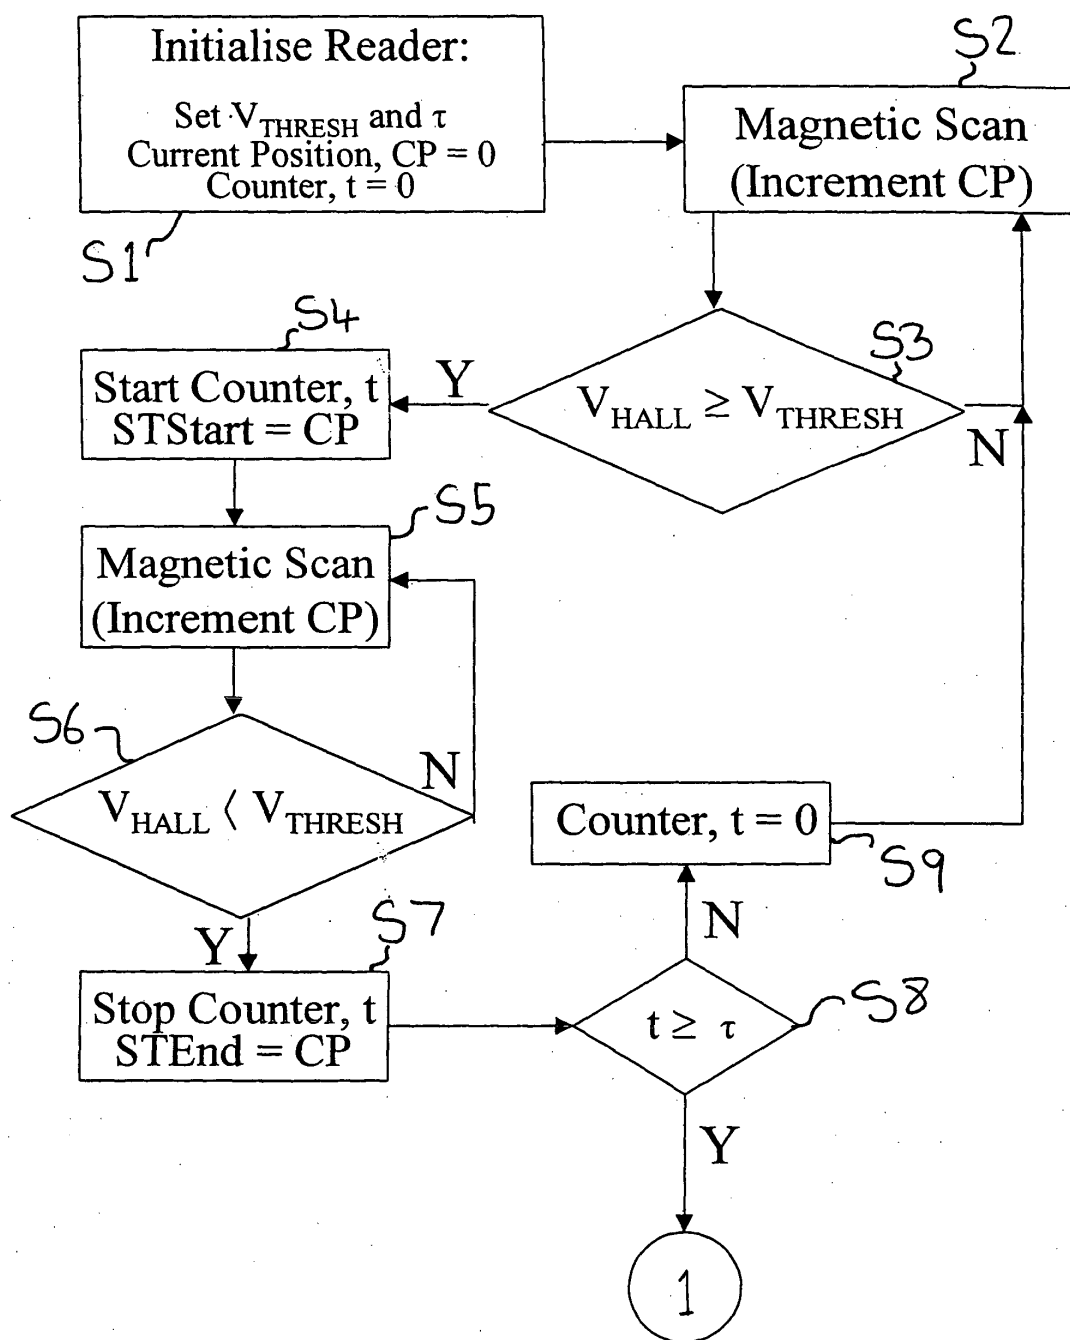 Initialise Reader:
Set V_THRESH and τ
Current Position, CP = 0
Counter, t = 0
S1
S2
Magnetic Scan
(Increment CP)
S3
V_HALL ≥ V_THRESH
Y
N
S4
Start Counter, t
STStart = CP
S5
Magnetic Scan
(Increment CP)
S6
V_HALL < V_THRESH
N
Y
S7
Stop Counter, t
STEnd = CP
S8
t ≥ τ
N
Counter, t = 0
S9
Y
1